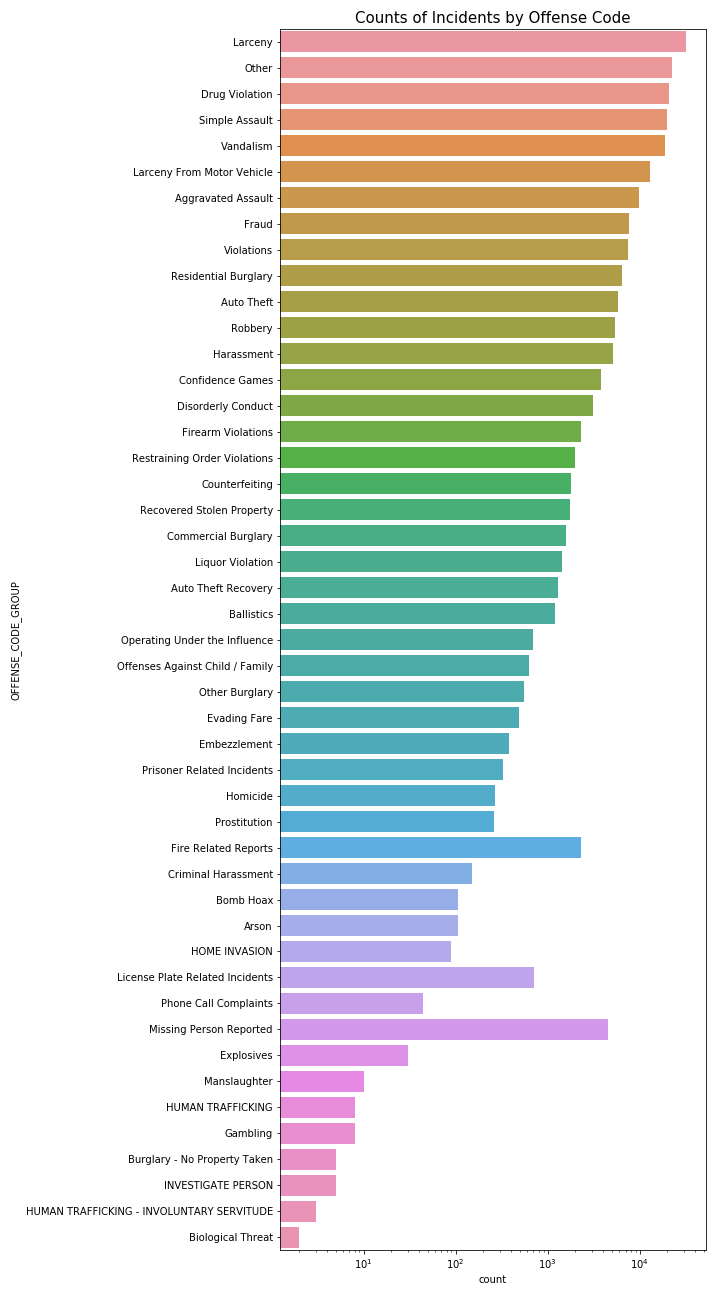 Counts of Incidents by Offense Code
Larceny
Other
Drug Violation
Simple Assault
Vandalism
Larceny From Motor Vehicle
Aggravated Assault
Fraud
Violations
Residential Burglary
Auto Theft
Robbery
Harassment
Confidence Games
Disorderly Conduct
Firearm Violations
Restraining Order Violations
Counterfeiting
Recovered Stolen Property
Commercial Burglary
Liquor Violation
Auto Theft Recovery
Ballistics
Operating Under the Influence
Offenses Against Child / Family
Other Burglary
Evading Fare
Embezzlement
Prisoner Related Incidents
Homicide
Prostitution
Fire Related Reports
Criminal Harassment
Bomb Hoax
Arson
HOME INVASION
License Plate Related Incidents
Phone Call Complaints
Missing Person Reported
Explosives
Manslaughter
HUMAN TRAFFICKING
Gambling
Burglary - No Property Taken
INVESTIGATE PERSON
HUMAN TRAFFICKING - INVOLUNTARY SERVITUDE
Biological Threat
OFFENSE_CODE_GROUP
10¹ 10² 10³ 10⁴
count